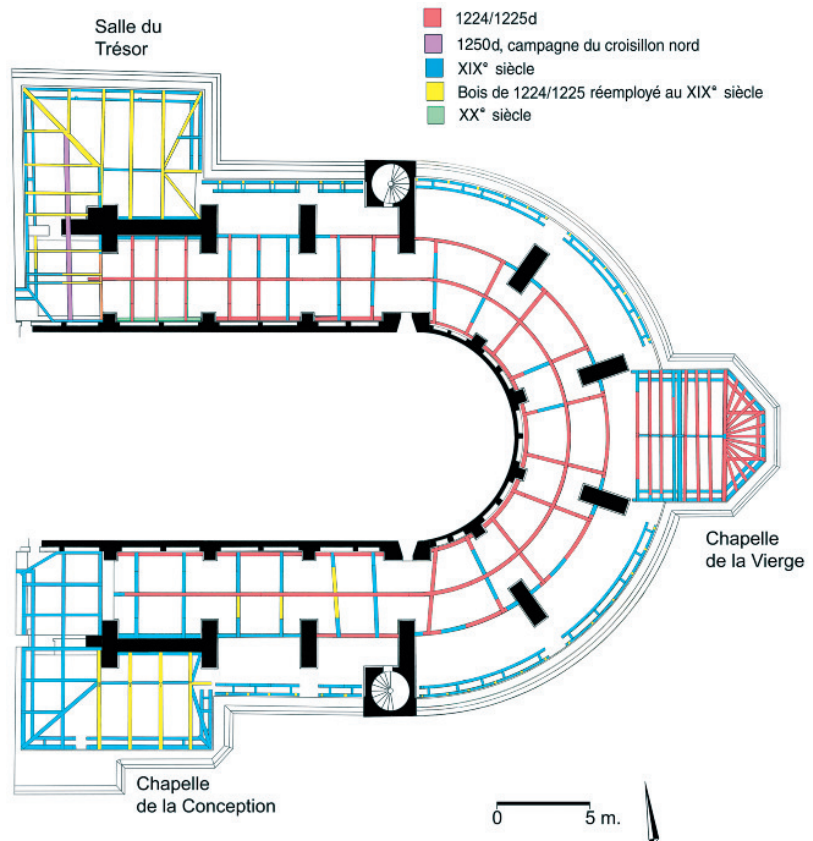 Salle du
Trésor
1224/1225d
1250d, campagne du croisillon nord
XIXe siècle
Bois de 1224/1225 réemployé au XIXe siècle
XXe siècle
Chapelle
de la Vierge
Chapelle
de la Conception
0 5 m.